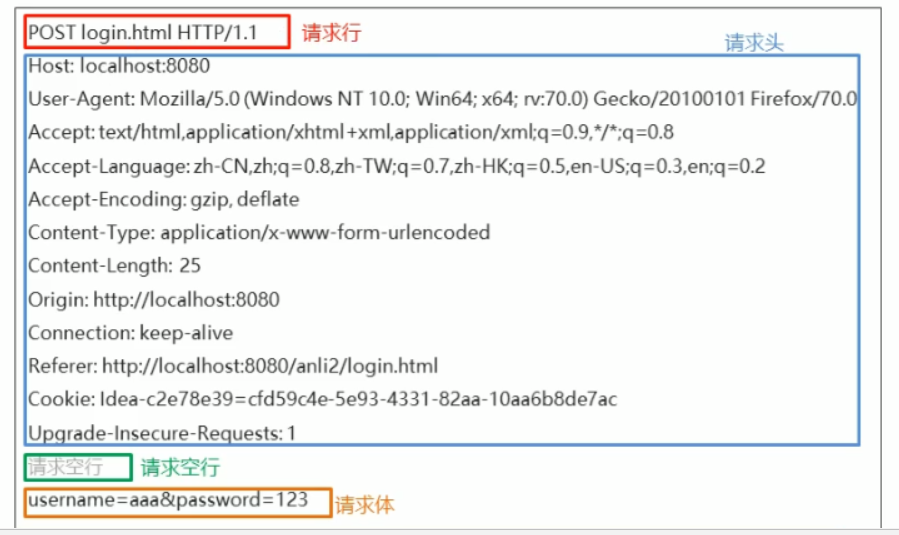 POST login.html HTTP/1.1 请求行
请求头
Host: localhost:8080
User-Agent: Mozilla/5.0 (Windows NT 10.0; Win64; x64; rv:70.0) Gecko/20100101 Firefox/70.0
Accept: text/html,application/xhtml+xml,application/xml;q=0.9,*/*;q=0.8
Accept-Language: zh-CN,zh;q=0.8,zh-TW;q=0.7,zh-HK;q=0.5,en-US;q=0.3,en;q=0.2
Accept-Encoding: gzip, deflate
Content-Type: application/x-www-form-urlencoded
Content-Length: 25
Origin: http://localhost:8080
Connection: keep-alive
Referer: http://localhost:8080/anli2/login.html
Cookie: Idea-c2e78e39=cfd59c4e-5e93-4331-82aa-10aa6b8de7ac
Upgrade-Insecure-Requests: 1
请求空行 请求空行
username=aaa&password=123 请求体